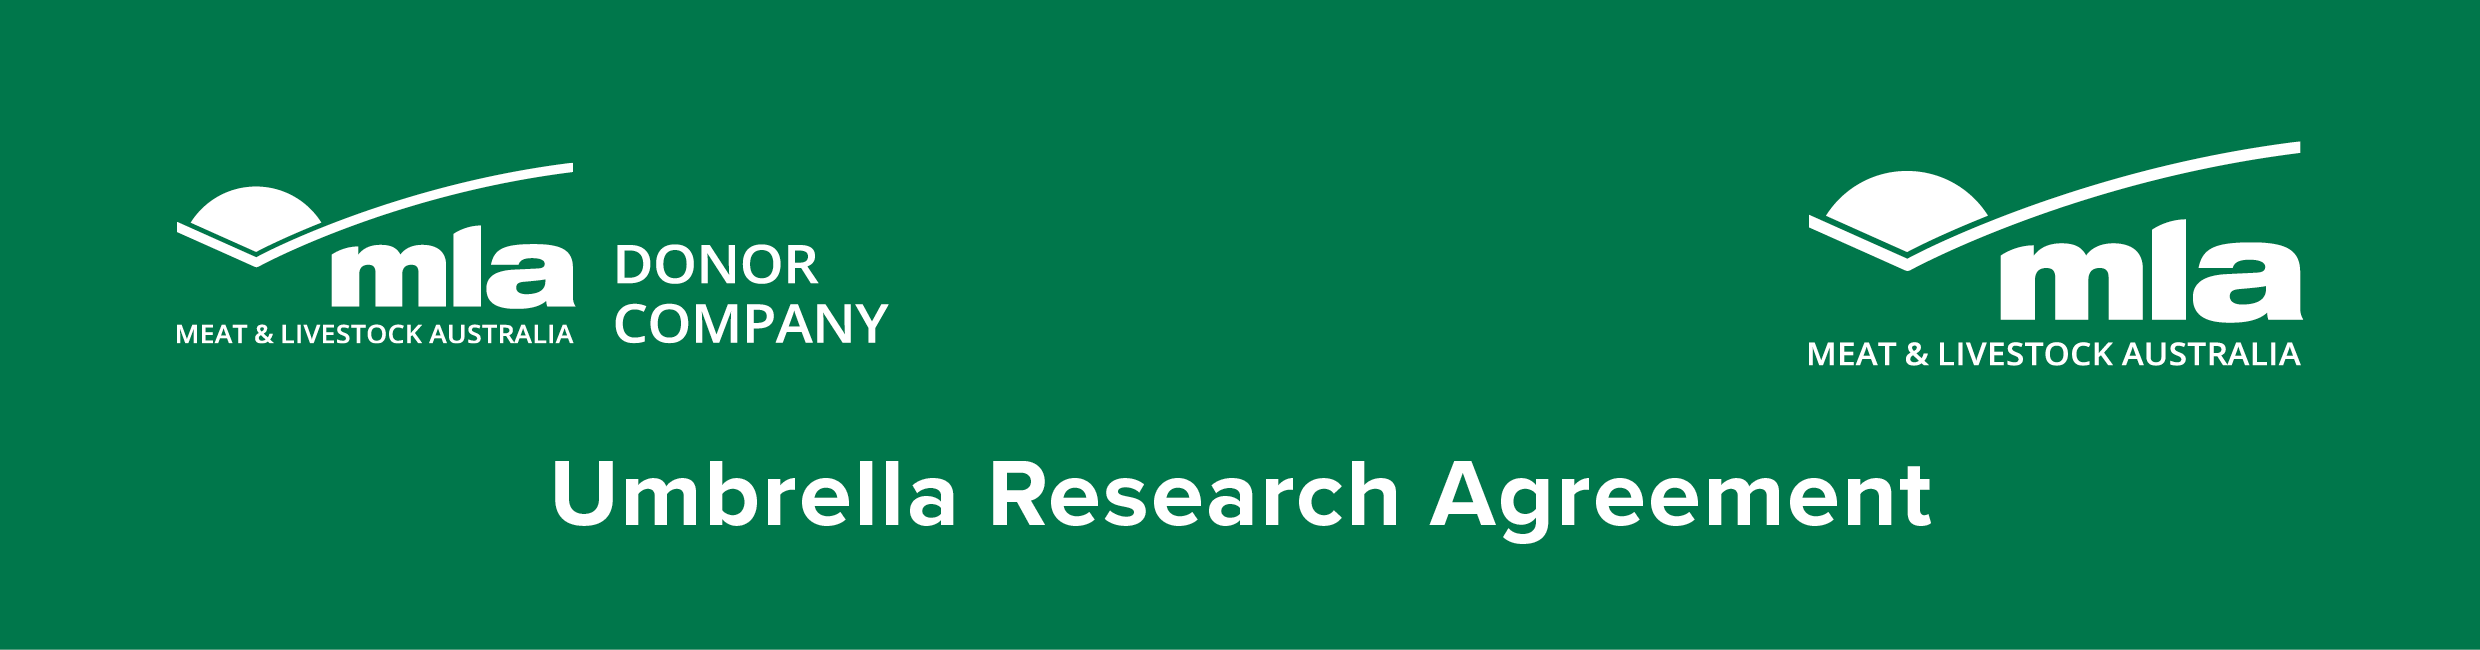 mla
MEAT & LIVESTOCK AUSTRALIA
DONOR
COMPANY
mla
MEAT & LIVESTOCK AUSTRALIA
Umbrella Research Agreement